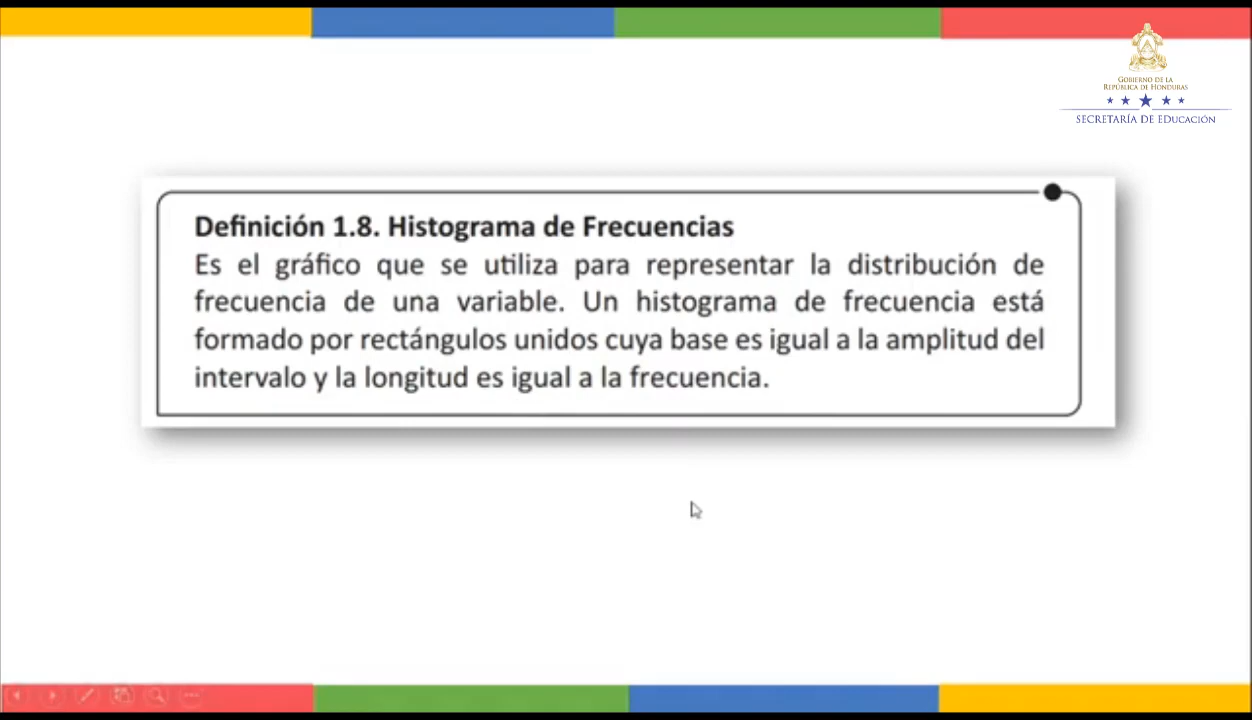 GOBIERNO DE LA
REPÚBLICA DE HONDURAS
SECRETARÍA DE EDUCACIÓN
Definición 1.8. Histograma de Frecuencias
Es el gráfico que se utiliza para representar la distribución de
frecuencia de una variable. Un histograma de frecuencia está
formado por rectángulos unidos cuya base es igual a la amplitud del
intervalo y la longitud es igual a la frecuencia.